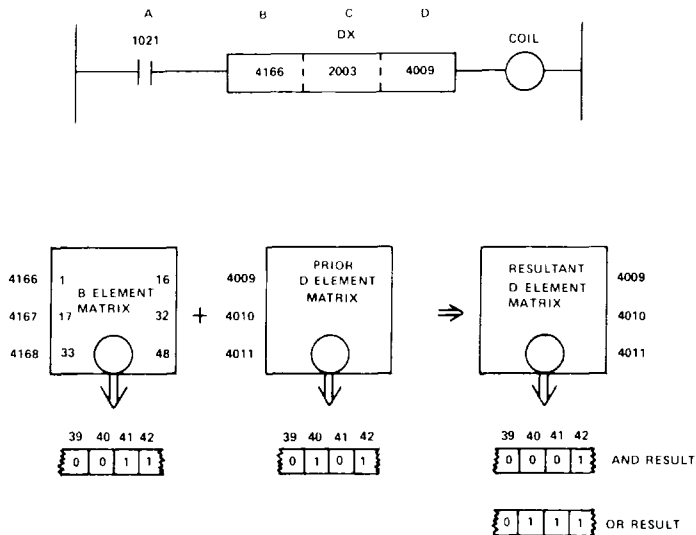 A B C D
DX COIL
1021
4166 2003 4009
PRIOR RESULTANT
4166 1 16 4009 D ELEMENT D ELEMENT 4009
B ELEMENT MATRIX MATRIX
MATRIX
4167 17 32 + 4010 ⇒ 4010
4168 33 48 4011 4011
39 40 41 42 39 40 41 42 39 40 41 42
0 0 1 1 0 1 0 1 0 0 0 1 AND RESULT
0 1 1 1 OR RESULT